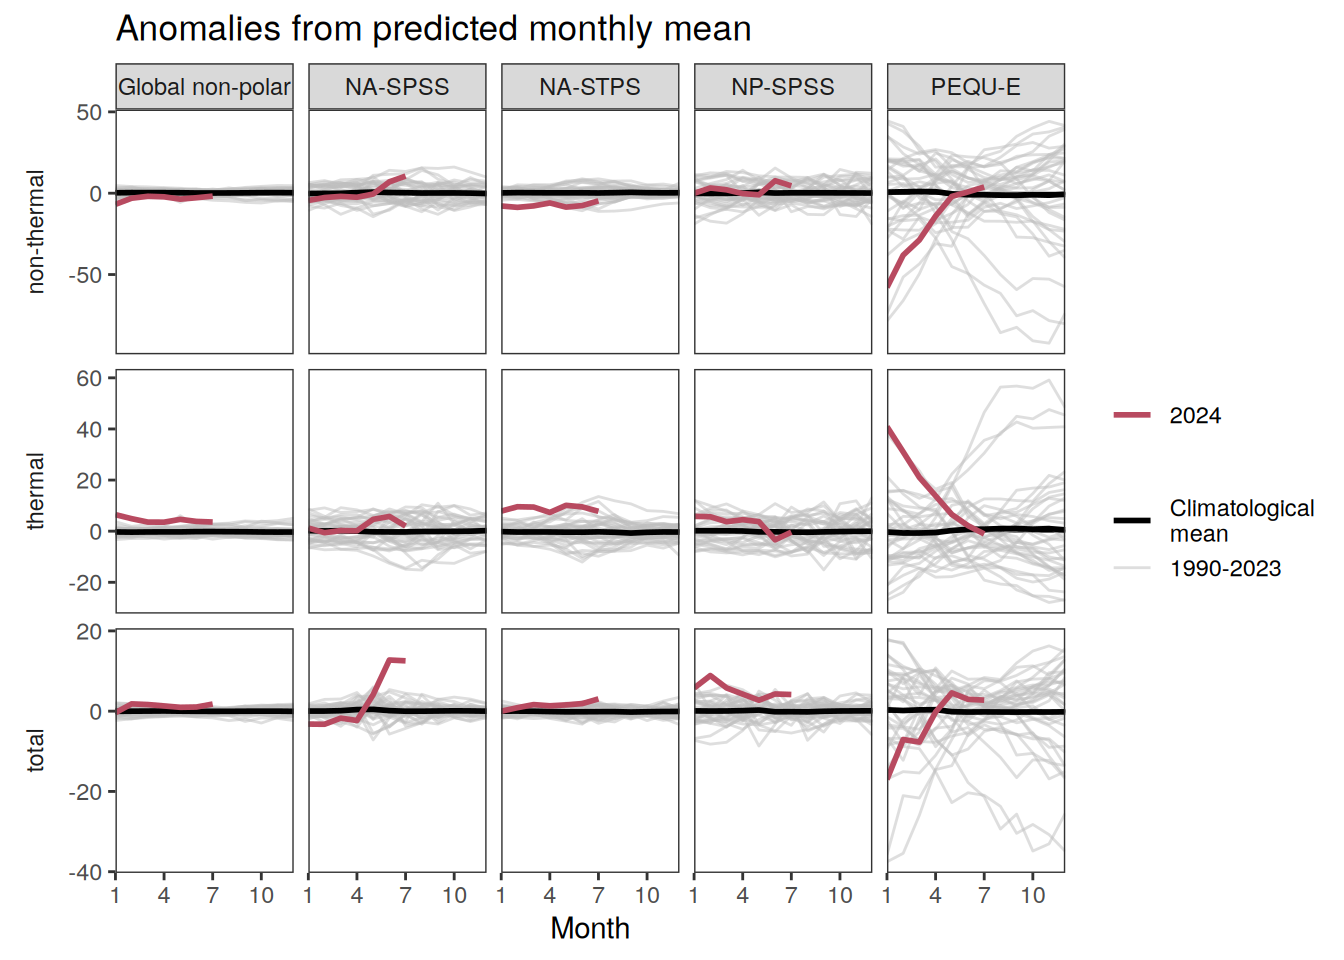 Anomalies from predicted monthly mean
Global non-polar NA-SPSS NA-STPS NP-SPSS PEQU-E
non-thermal
50
0
-50
thermal
60
40
20
0
-20
total
20
0
-20
-40
1 4 7 10 1 4 7 10 1 4 7 10 1 4 7 10 1 4 7 10
Month
2024
Climatological
mean
1990-2023